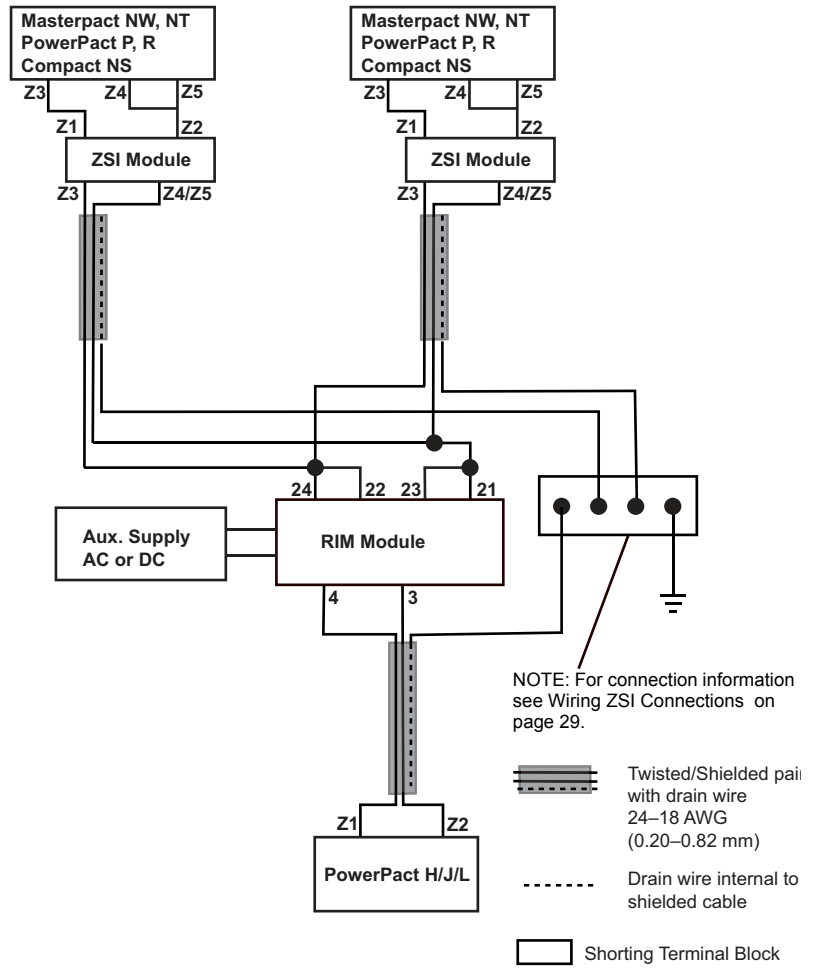 Masterpact NW, NT
PowerPact P, R
Compact NS
Masterpact NW, NT
PowerPact P, R
Compact NS
Z3 Z4 Z5
Z3 Z4 Z5
Z1 Z2
Z1 Z2
ZSI Module
ZSI Module
Z3 Z4/Z5
Z3 Z4/Z5
24 22 23 21
Aux. Supply
AC or DC
RIM Module
4 3
NOTE: For connection information
see Wiring ZSI Connections on
page 29.
Twisted/Shielded pai
with drain wire
24–18 AWG
(0.20–0.82 mm)
Z1 Z2
PowerPact H/J/L
Drain wire internal to
shielded cable
Shorting Terminal Block